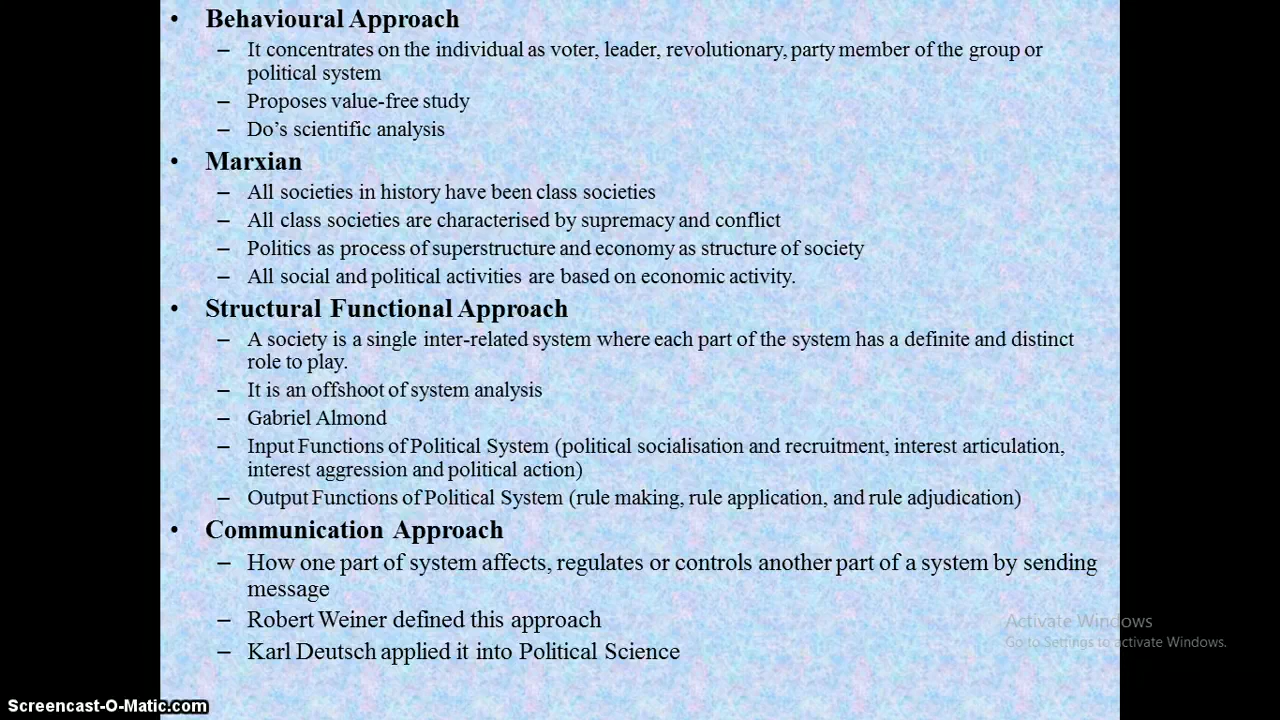 • Behavioural Approach
– It concentrates on the individual as voter, leader, revolutionary, party member of the group or
political system
– Proposes value-free study
– Do's scientific analysis
• Marxian
– All societies in history have been class societies
– All class societies are characterised by supremacy and conflict
– Politics as process of superstructure and economy as structure of society
– All social and political activities are based on economic activity.
• Structural Functional Approach
– A society is a single inter-related system where each part of the system has a definite and distinct
role to play.
– It is an offshoot of system analysis
– Gabriel Almond
– Input Functions of Political System (political socialisation and recruitment, interest articulation,
interest aggression and political action)
– Output Functions of Political System (rule making, rule application, and rule adjudication)
• Communication Approach
– How one part of system affects, regulates or controls another part of a system by sending
message
– Robert Weiner defined this approach
– Karl Deutsch applied it into Political Science
Activate Windows
Go to Settings to activate Windows.
Screencast-O-Matic.com